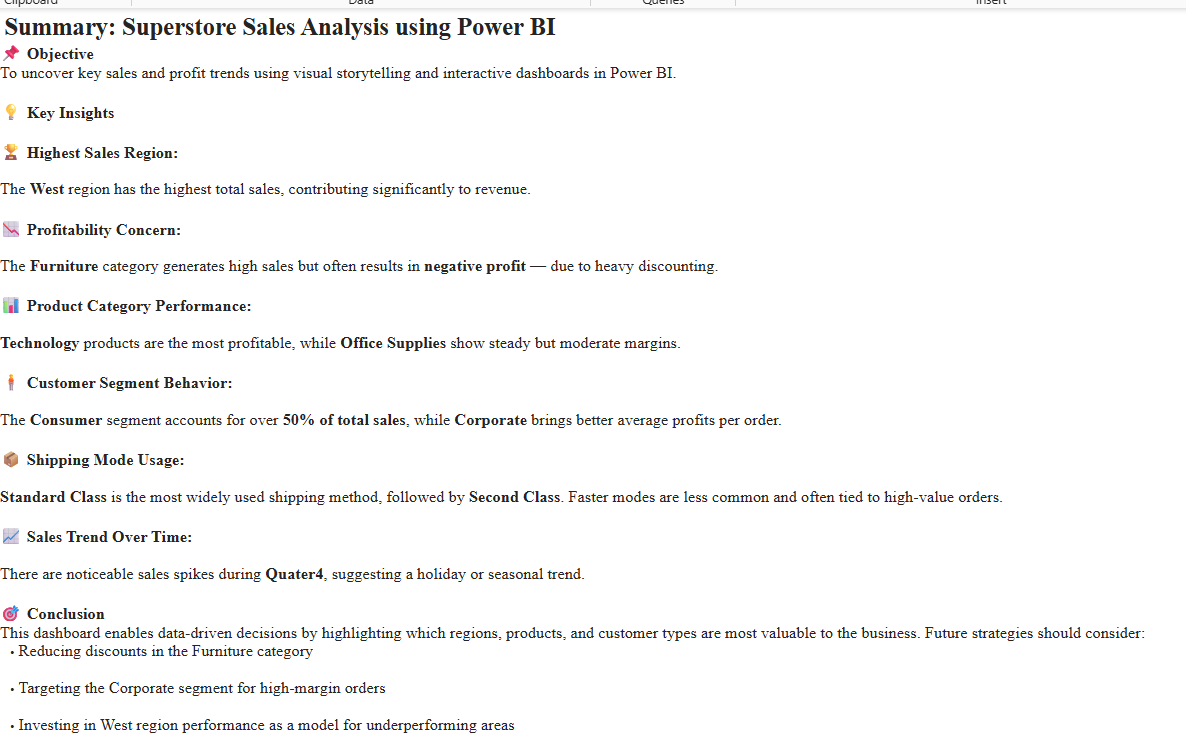 Clipboard
Data
Queries
Insert
Summary: Superstore Sales Analysis using Power BI
📌 Objective
To uncover key sales and profit trends using visual storytelling and interactive dashboards in Power BI.
💡 Key Insights
🏆 Highest Sales Region:
The West region has the highest total sales, contributing significantly to revenue.
📉 Profitability Concern:
The Furniture category generates high sales but often results in negative profit — due to heavy discounting.
📊 Product Category Performance:
Technology products are the most profitable, while Office Supplies show steady but moderate margins.
🧍 Customer Segment Behavior:
The Consumer segment accounts for over 50% of total sales, while Corporate brings better average profits per order.
📦 Shipping Mode Usage:
Standard Class is the most widely used shipping method, followed by Second Class. Faster modes are less common and often tied to high-value orders.
📈 Sales Trend Over Time:
There are noticeable sales spikes during Quater4, suggesting a holiday or seasonal trend.
🎯 Conclusion
This dashboard enables data-driven decisions by highlighting which regions, products, and customer types are most valuable to the business. Future strategies should consider:
• Reducing discounts in the Furniture category
• Targeting the Corporate segment for high-margin orders
• Investing in West region performance as a model for underperforming areas